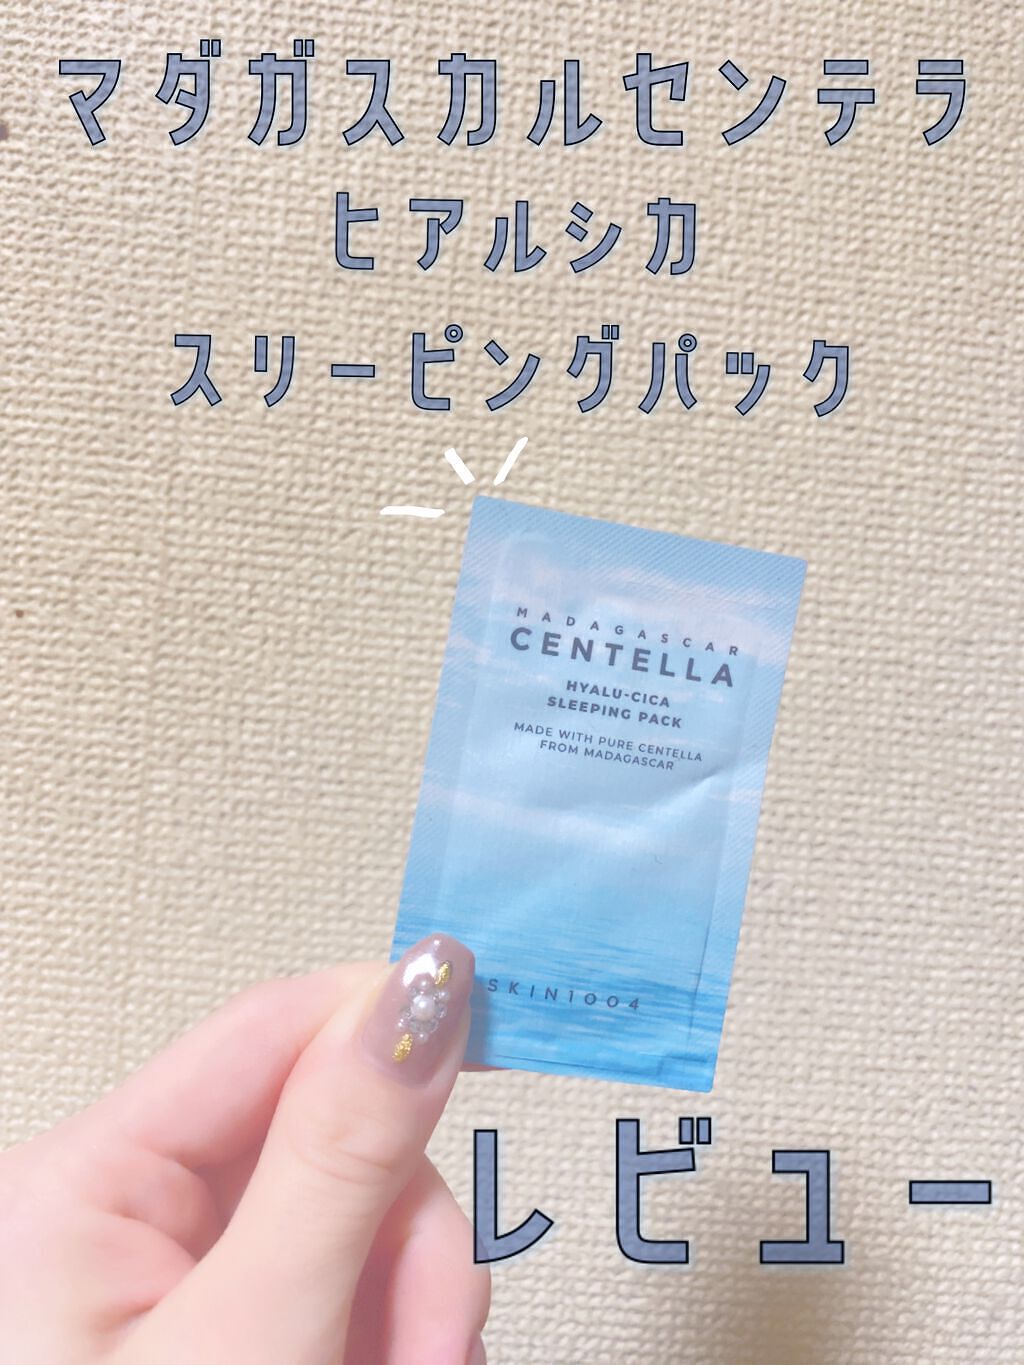 マダガスカルセンテラ
ヒアルシカ
スリーピングパック
MADAGASCAR
CENTELLA
HYALU-CICA
SLEEPING PACK
MADE WITH PURE CENTELLA
FROM MADAGASCAR
SKIN1004
レビュー